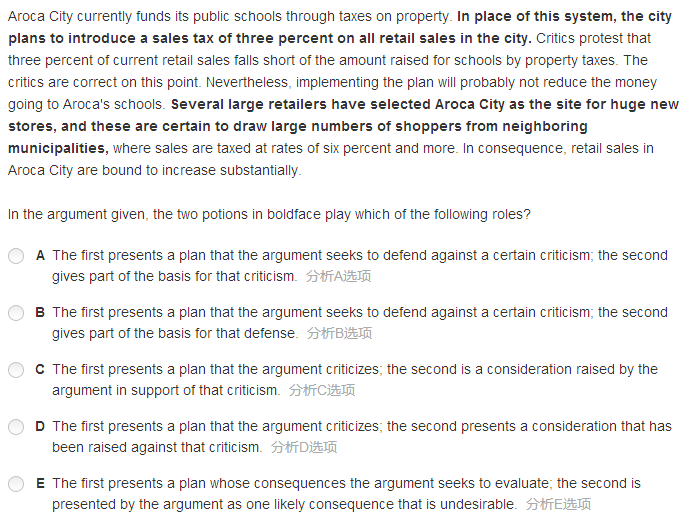 Aroca City currently funds its public schools through taxes on property. In place of this system, the city
plans to introduce a sales tax of three percent on all retail sales in the city. Critics protest that
three percent of current retail sales falls short of the amount raised for schools by property taxes. The
critics are correct on this point. Nevertheless, implementing the plan will probably not reduce the money
going to Aroca's schools. Several large retailers have selected Aroca City as the site for huge new
stores, and these are certain to draw large numbers of shoppers from neighboring
municipalities, where sales are taxed at rates of six percent and more. In consequence, retail sales in
Aroca City are bound to increase substantially.
In the argument given, the two potions in boldface play which of the following roles?
A The first presents a plan that the argument seeks to defend against a certain criticism; the second
gives part of the basis for that criticism. 分析A选项
B The first presents a plan that the argument seeks to defend against a certain criticism; the second
gives part of the basis for that defense. 分析B选项
C The first presents a plan that the argument criticizes; the second is a consideration raised by the
argument in support of that criticism. 分析C选项
D The first presents a plan that the argument criticizes; the second presents a consideration that has
been raised against that criticism. 分析D选项
E The first presents a plan whose consequences the argument seeks to evaluate; the second is
presented by the argument as one likely consequence that is undesirable. 分析E选项